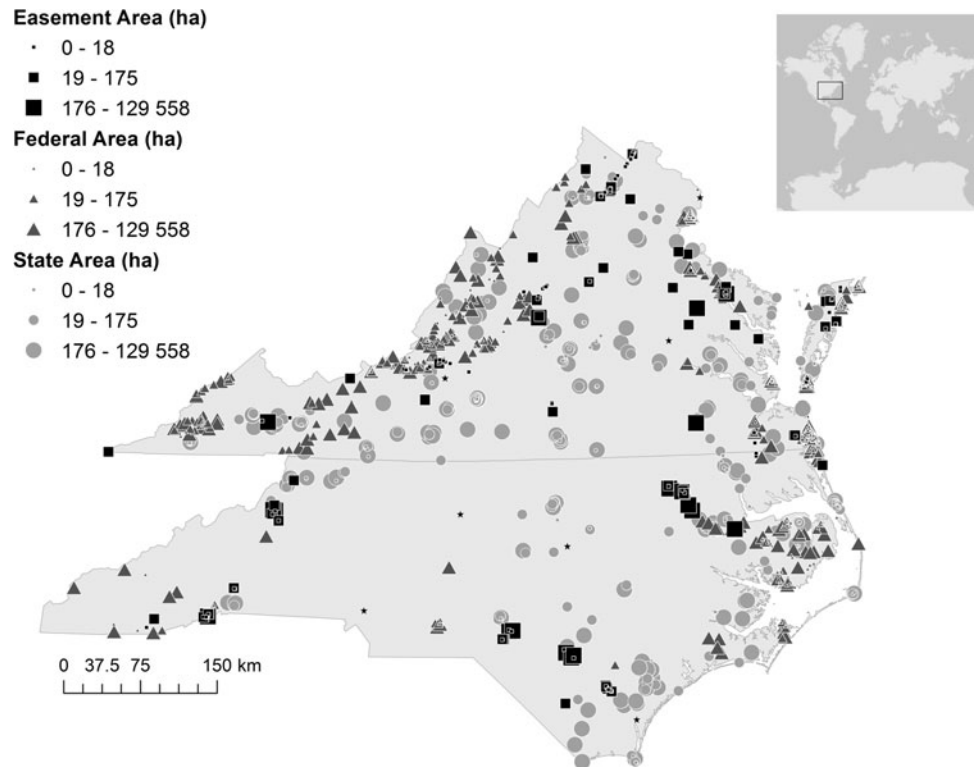 Easement Area (ha)
0 - 18
19 - 175
176 - 129 558
Federal Area (ha)
0 - 18
19 - 175
176 - 129 558
State Area (ha)
0 - 18
19 - 175
176 - 129 558
0 37.5 75 150 km